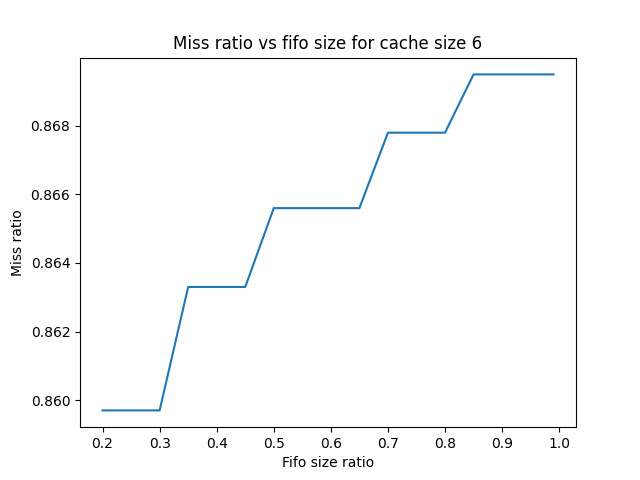 Miss ratio vs fifo size for cache size 6
Miss ratio
0.868
0.866
0.864
0.862
0.860
0.2 0.3 0.4 0.5 0.6 0.7 0.8 0.9 1.0
Fifo size ratio